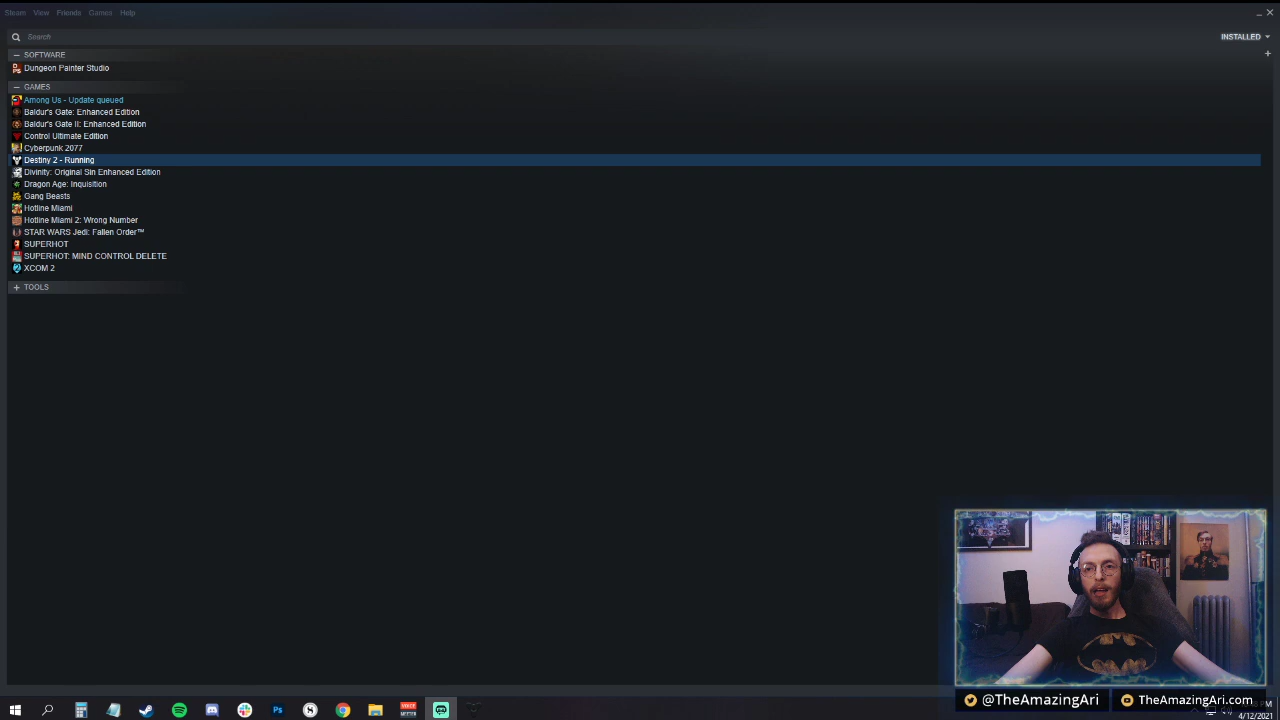 Steam View Friends Games Help
Search
INSTALLED
SOFTWARE
Dungeon Painter Studio
GAMES
Among Us - Update queued
Baldur's Gate: Enhanced Edition
Baldur's Gate II: Enhanced Edition
Control Ultimate Edition
Cyberpunk 2077
Destiny 2 - Running
Divinity: Original Sin Enhanced Edition
Dragon Age: Inquisition
Gang Beasts
Hotline Miami
Hotline Miami 2: Wrong Number
STAR WARS Jedi: Fallen Order™
SUPERHOT
SUPERHOT: MIND CONTROL DELETE
XCOM 2
TOOLS
@TheAmazingAri
TheAmazingAri.com
PM
4/12/2021